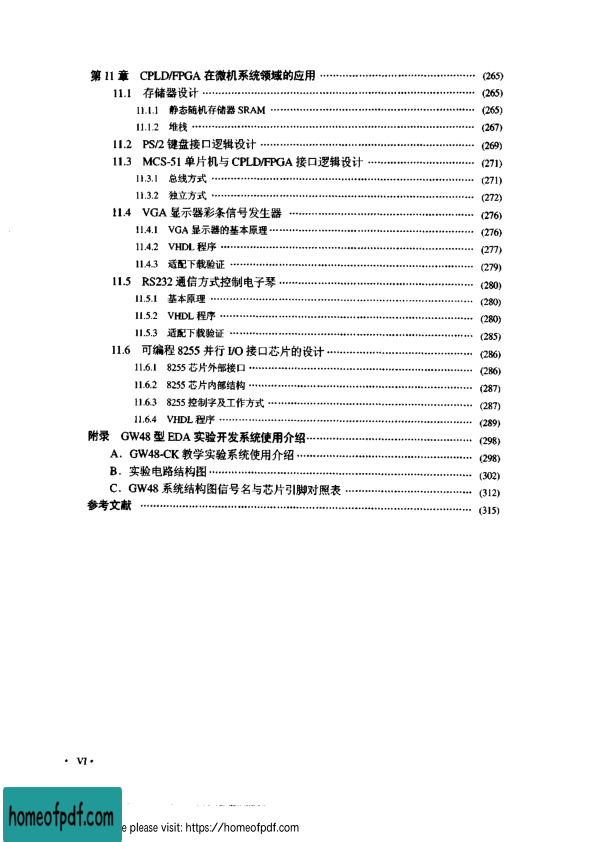 第 11 章 CPLD/FPGA 在微机系统领域的应用 ………… (265)
11.1 存储器设计 ………… (265)
11.1.1 静态随机存储器 SRAM ………… (265)
11.1.2 堆栈 ………… (267)
11.2 PS/2 键盘接口逻辑设计 ………… (269)
11.3 MCS-51 单片机与 CPLD/FPGA 接口逻辑设计 ………… (271)
11.3.1 总线方式 ………… (271)
11.3.2 独立方式 ………… (272)
11.4 VGA 显示器彩条信号发生器 ………… (276)
11.4.1 VGA 显示器的基本原理 ………… (276)
11.4.2 VHDL 程序 ………… (277)
11.4.3 适配下载验证 ………… (279)
11.5 RS232 通信方式控制电子琴 ………… (280)
11.5.1 基本原理 ………… (280)
11.5.2 VHDL 程序 ………… (280)
11.5.3 适配下载验证 ………… (285)
11.6 可编程 8255 并行 I/O 接口芯片的设计 ………… (286)
11.6.1 8255 芯片外部接口 ………… (286)
11.6.2 8255 芯片内部结构 ………… (287)
11.6.3 8255 控制字及工作方式 ………… (287)
11.6.4 VHDL 程序 ………… (289)
附录 GW48 型 EDA 实验开发系统使用介绍 ………… (298)
A．GW48-CK 教学实验系统使用介绍 ………… (298)
B．实验电路结构图 ………… (302)
C．GW48 系统结构图信号名与芯片引脚对照表 ………… (312)
参考文献 ………… (315)
· VI ·
homeofpdf.com
e please visit: https://homeofpdf.com